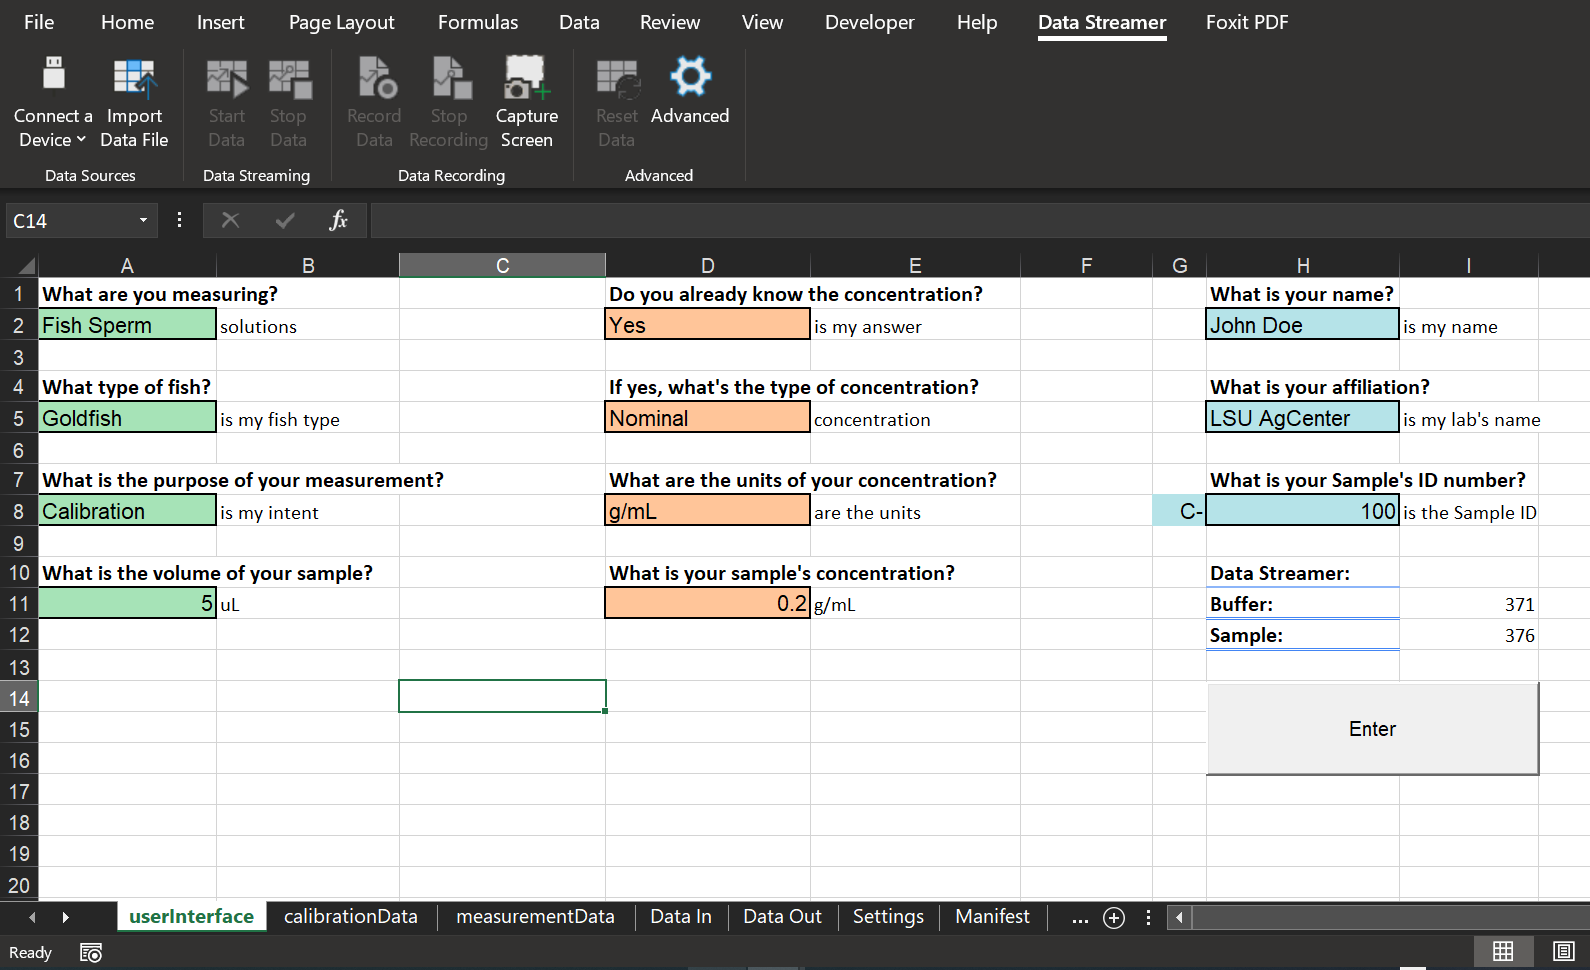 File Home Insert Page Layout Formulas Data Review View Developer Help Data Streamer Foxit PDF
Connect a Import Start Stop Record Stop Capture Reset Advanced
Device Data File Data Data Data Recording Screen Data
Data Sources Data Streaming Data Recording Advanced
C14 fx
A B C D E F G H I
1 What are you measuring? Do you already know the concentration? What is your name?
2 Fish Sperm solutions Yes is my answer John Doe is my name
3
4 What type of fish? If yes, what's the type of concentration? What is your affiliation?
5 Goldfish is my fish type Nominal concentration LSU AgCenter is my lab's name
6
7 What is the purpose of your measurement? What are the units of your concentration? What is your Sample's ID number?
8 Calibration is my intent g/mL are the units C- 100 is the Sample ID
9
10 What is the volume of your sample? What is your sample's concentration? Data Streamer:
11 5 uL 0.2 g/mL Buffer: 371
12 Sample: 376
13
14
15 Enter
16
17
18
19
20
userInterface calibrationData measurementData Data In Data Out Settings Manifest ...
Ready